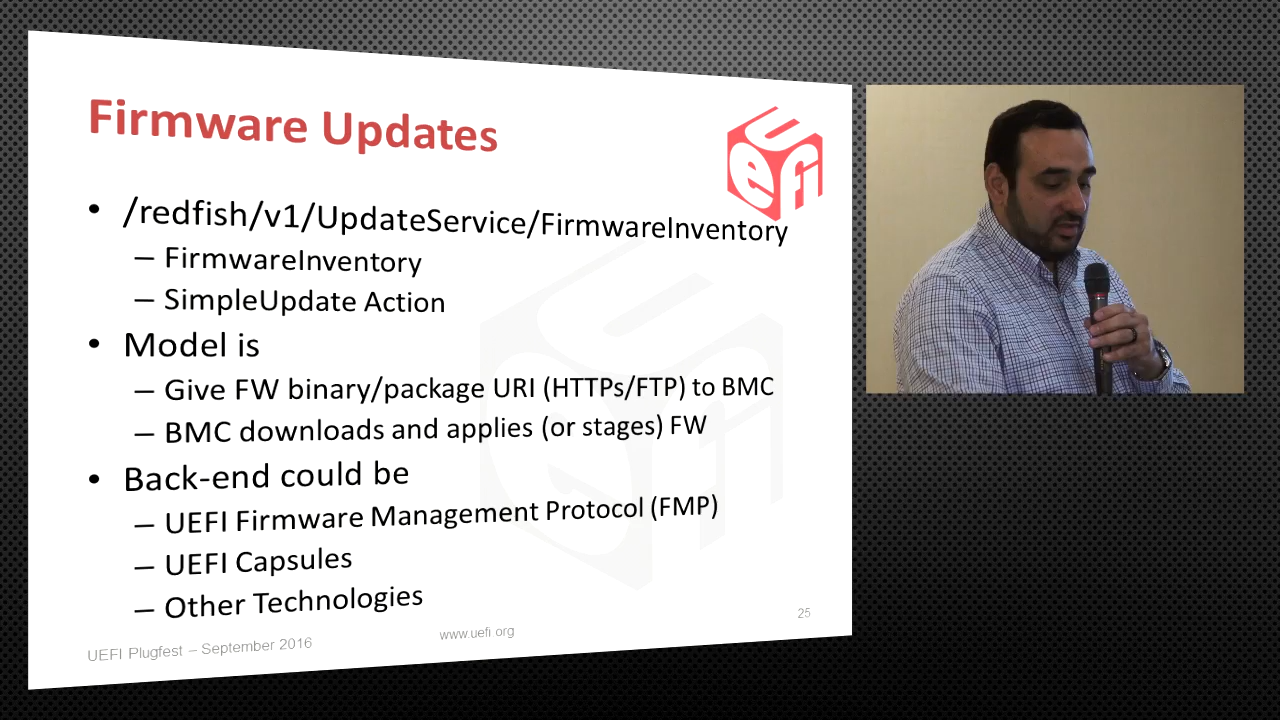 Firmware Updates
UEFI
• /redfish/v1/UpdateService/FirmwareInventory
– FirmwareInventory
– SimpleUpdate Action
• Model is
– Give FW binary/package URI (HTTPs/FTP) to BMC
– BMC downloads and applies (or stages) FW
• Back-end could be
– UEFI Firmware Management Protocol (FMP)
– UEFI Capsules
– Other Technologies
UEFI Plugfest – September 2016
www.uefi.org
25